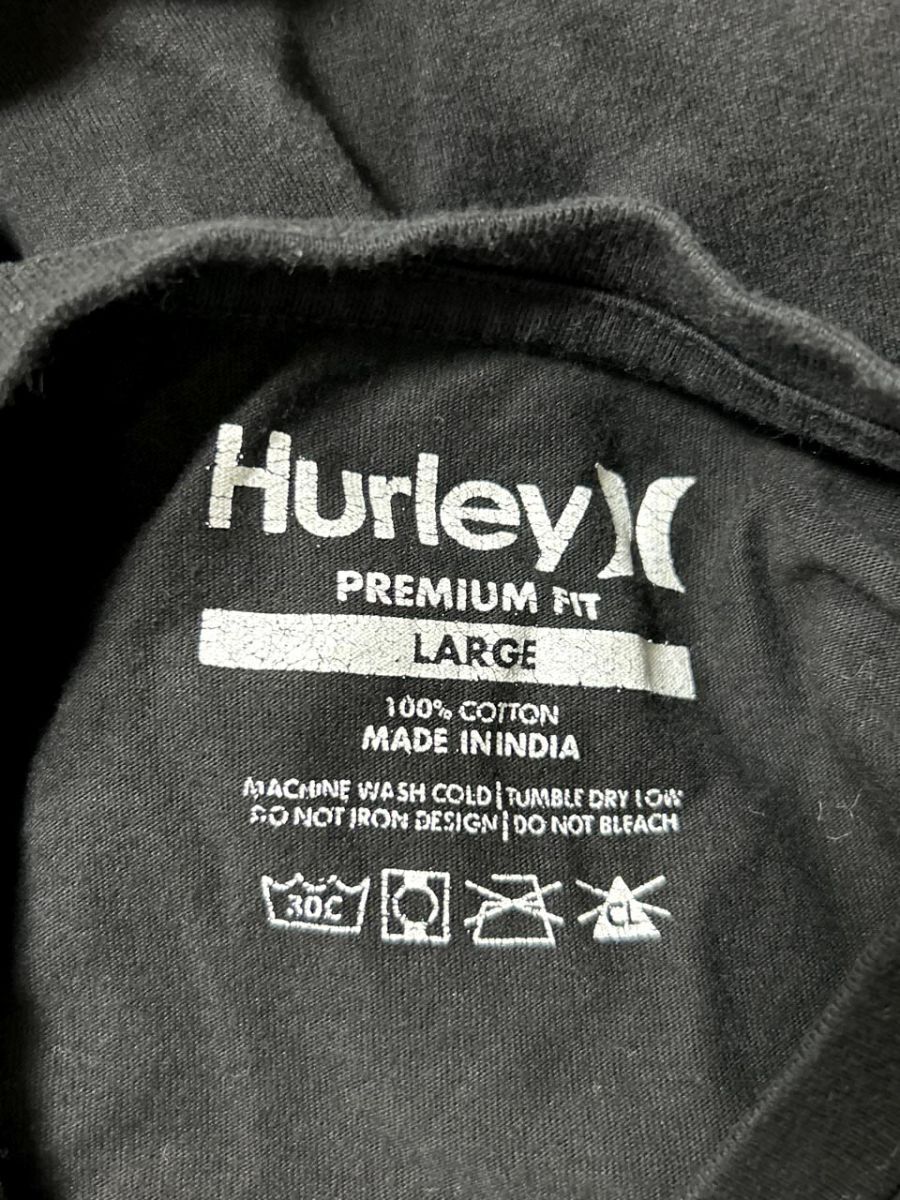 Hurley
PREMIUM FIT
LARGE
100% COTTON
MADE IN INDIA
MACHINE WASH COLD | TUMBLE DRY LOW
DO NOT IRON DESIGN | DO NOT BLEACH
30C CL